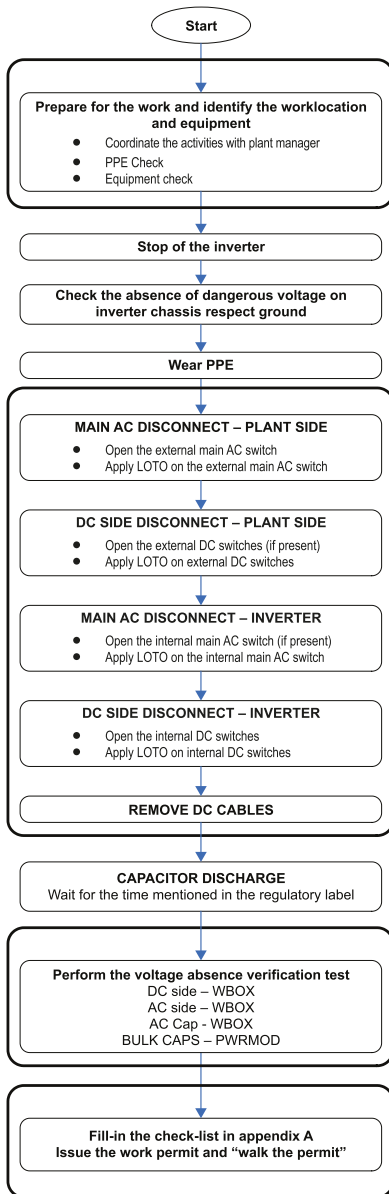 Start
Prepare for the work and identify the worklocation
and equipment
● Coordinate the activities with plant manager
● PPE Check
● Equipment check
Stop of the inverter
Check the absence of dangerous voltage on
inverter chassis respect ground
Wear PPE
MAIN AC DISCONNECT – PLANT SIDE
● Open the external main AC switch
● Apply LOTO on the external main AC switch
DC SIDE DISCONNECT – PLANT SIDE
● Open the external DC switches (if present)
● Apply LOTO on external DC switches
MAIN AC DISCONNECT – INVERTER
● Open the internal main AC switch (if present)
● Apply LOTO on the internal main AC switch
DC SIDE DISCONNECT – INVERTER
● Open the internal DC switches
● Apply LOTO on internal DC switches
REMOVE DC CABLES
CAPACITOR DISCHARGE
Wait for the time mentioned in the regulatory label
Perform the voltage absence verification test
DC side – WBOX
AC side – WBOX
AC Cap - WBOX
BULK CAPS – PWRMOD
Fill-in the check-list in appendix A
Issue the work permit and “walk the permit”